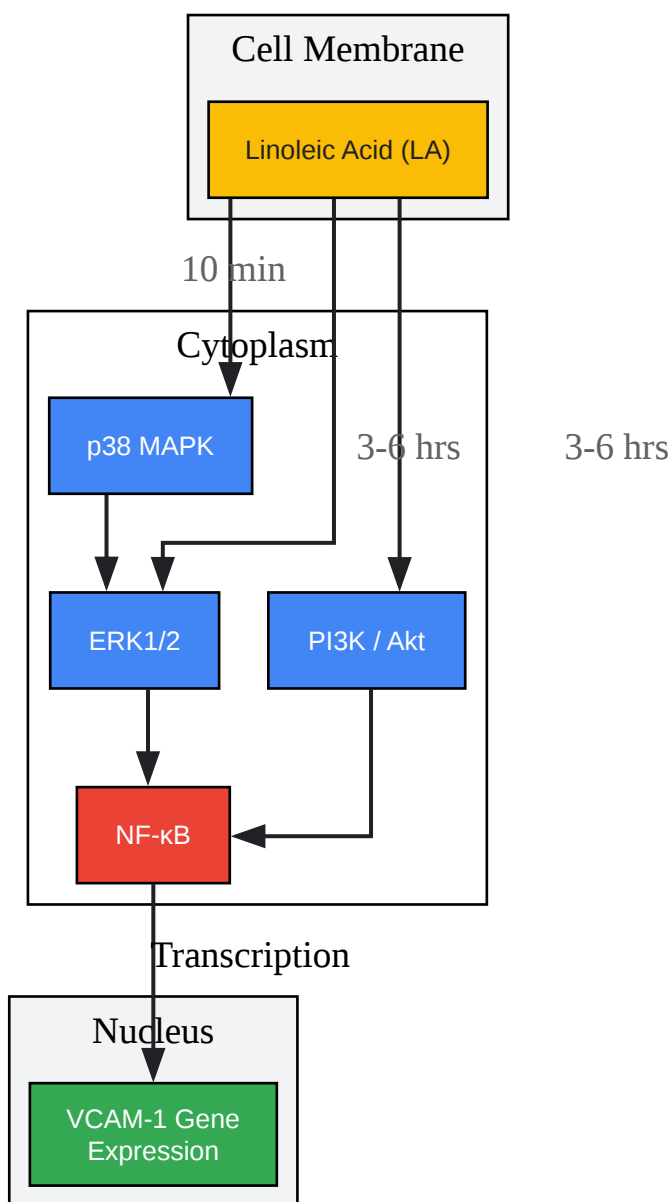 Cell Membrane
Linoleic Acid (LA)
10 min
Cytoplasm
p38 MAPK
3-6 hrs
3-6 hrs
ERK1/2
PI3K / Akt
NF-κB
Transcription
Nucleus
VCAM-1 Gene
Expression